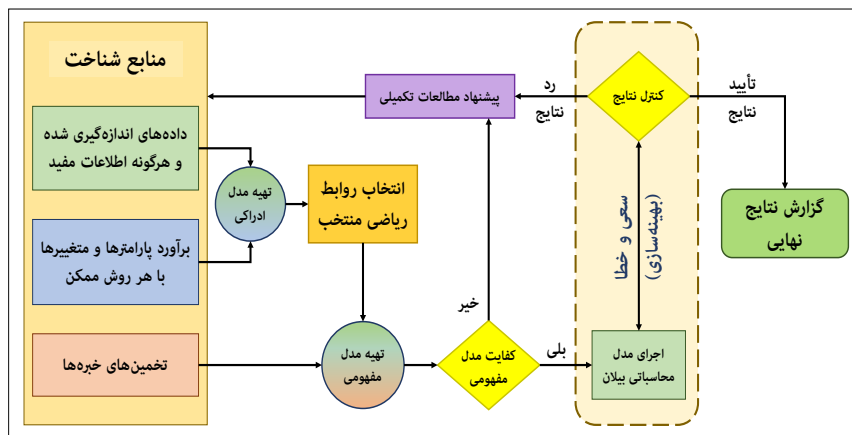 منابع شناخت
داده‌های اندازه‌گیری شده
و هرگونه اطلاعات مفید
برآورد پارامترها و متغییرها
با هر روش ممکن
تخمین‌های خبره‌ها
تهیه مدل
ادراکی
انتخاب روابط
ریاضی منتخب
تهیه مدل
مفهومی
کفایت مدل
مفهومی
خیر
بلی
پیشنهاد مطالعات تکمیلی
اجرای مدل
محاسباتی بیلان
سعی و خطا
(بهینه‌سازی)
کنترل نتایج
رد
نتایج
تأیید
نتایج
گزارش نتایج
نهایی